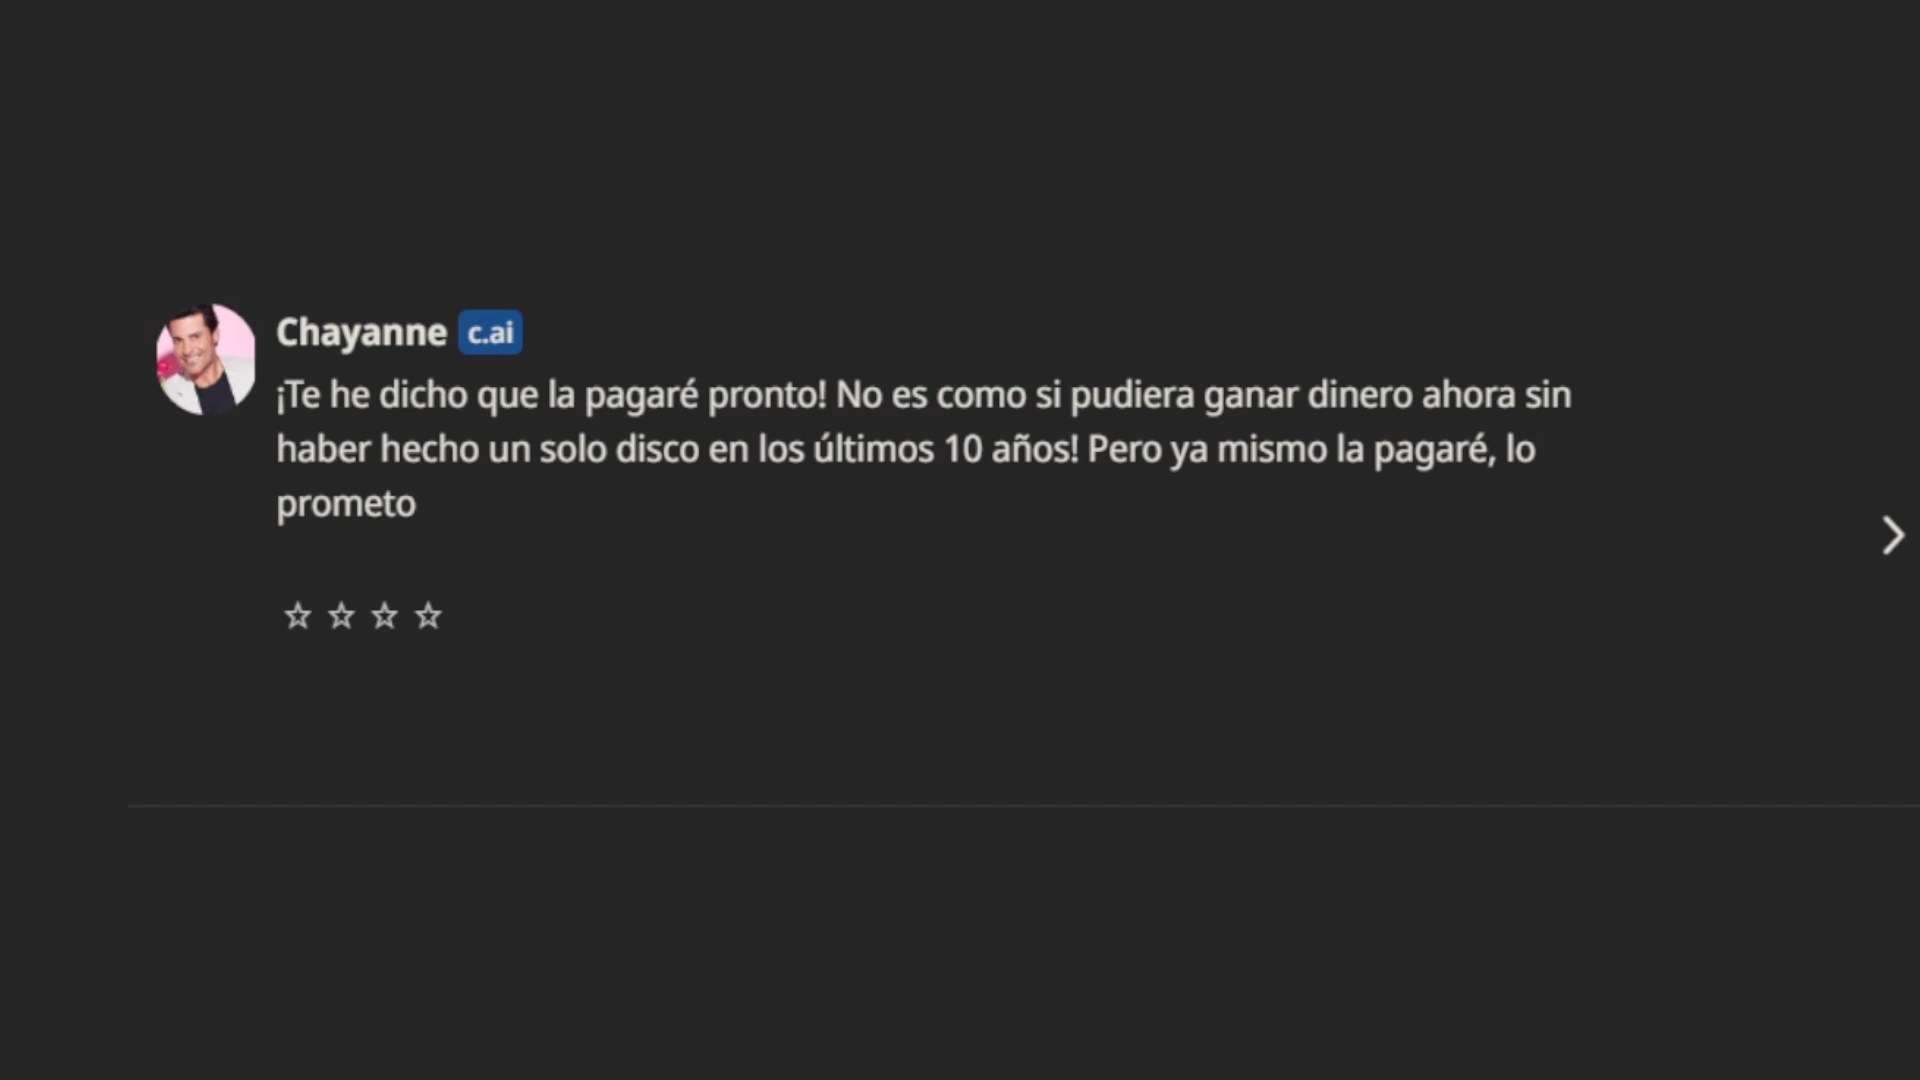 Chayanne c.ai
¡Te he dicho que la pagaré pronto! No es como si pudiera ganar dinero ahora sin
haber hecho un solo disco en los últimos 10 años! Pero ya mismo la pagaré, lo
prometo